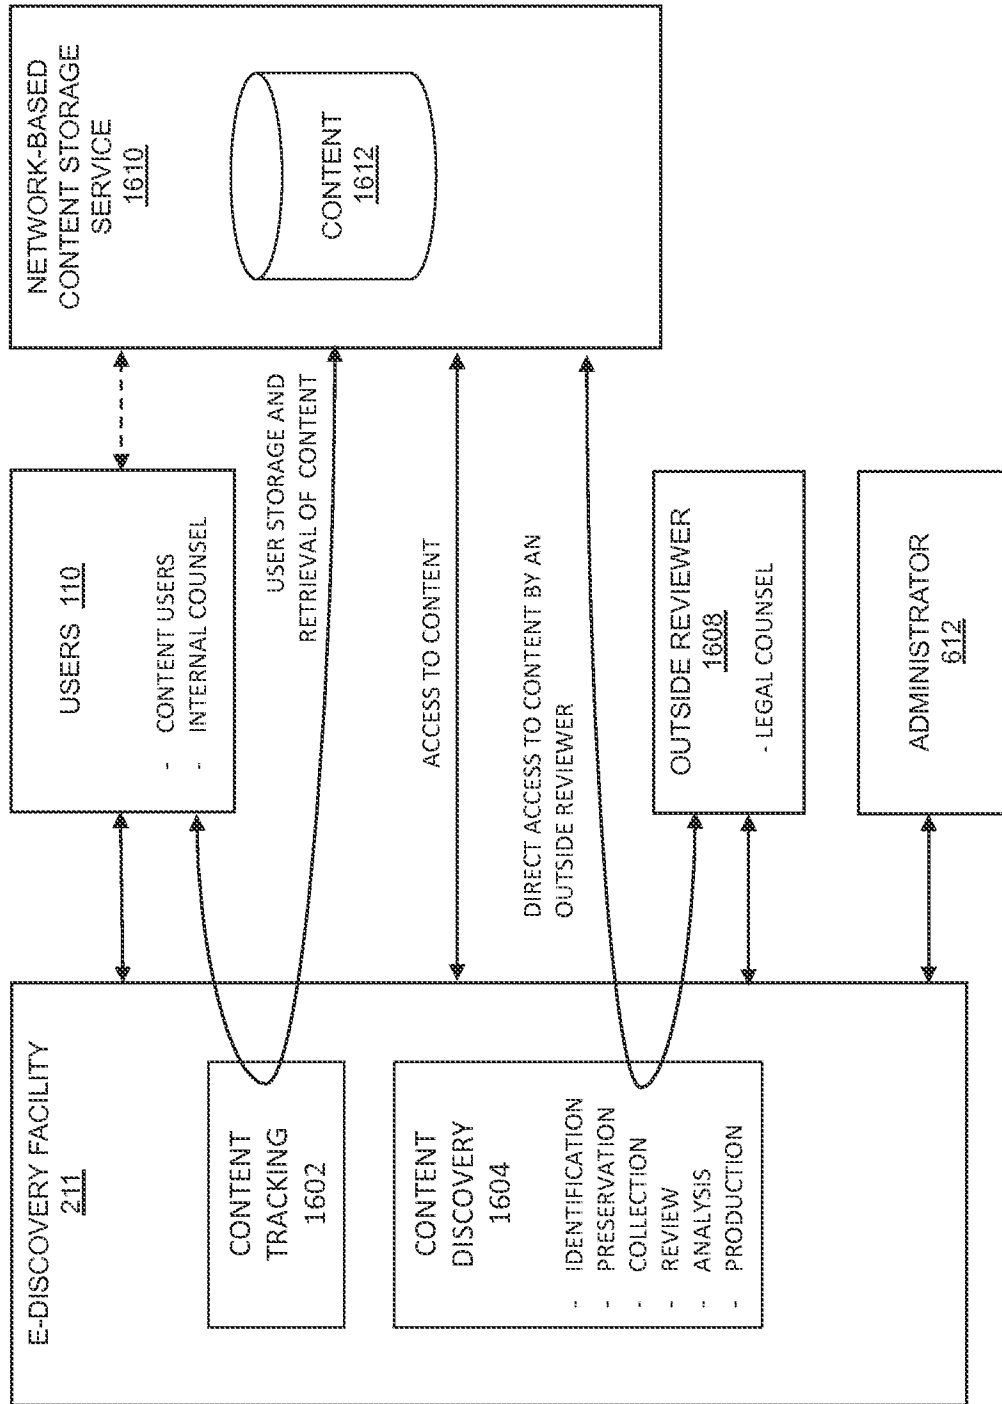 E-DISCOVERY FACILITY
211
CONTENT
TRACKING
1602
CONTENT
DISCOVERY
1604
- IDENTIFICATION
- PRESERVATION
- COLLECTION
- REVIEW
- ANALYSIS
- PRODUCTION
USERS 110
- CONTENT USERS
- INTERNAL COUNSEL
USER STORAGE AND
RETRIEVAL OF CONTENT
ACCESS TO CONTENT
DIRECT ACCESS TO CONTENT BY AN
OUTSIDE REVIEWER
OUTSIDE REVIEWER
1608
- LEGAL COUNSEL
ADMINISTRATOR
612
NETWORK-BASED
CONTENT STORAGE
SERVICE
1610
CONTENT
1612